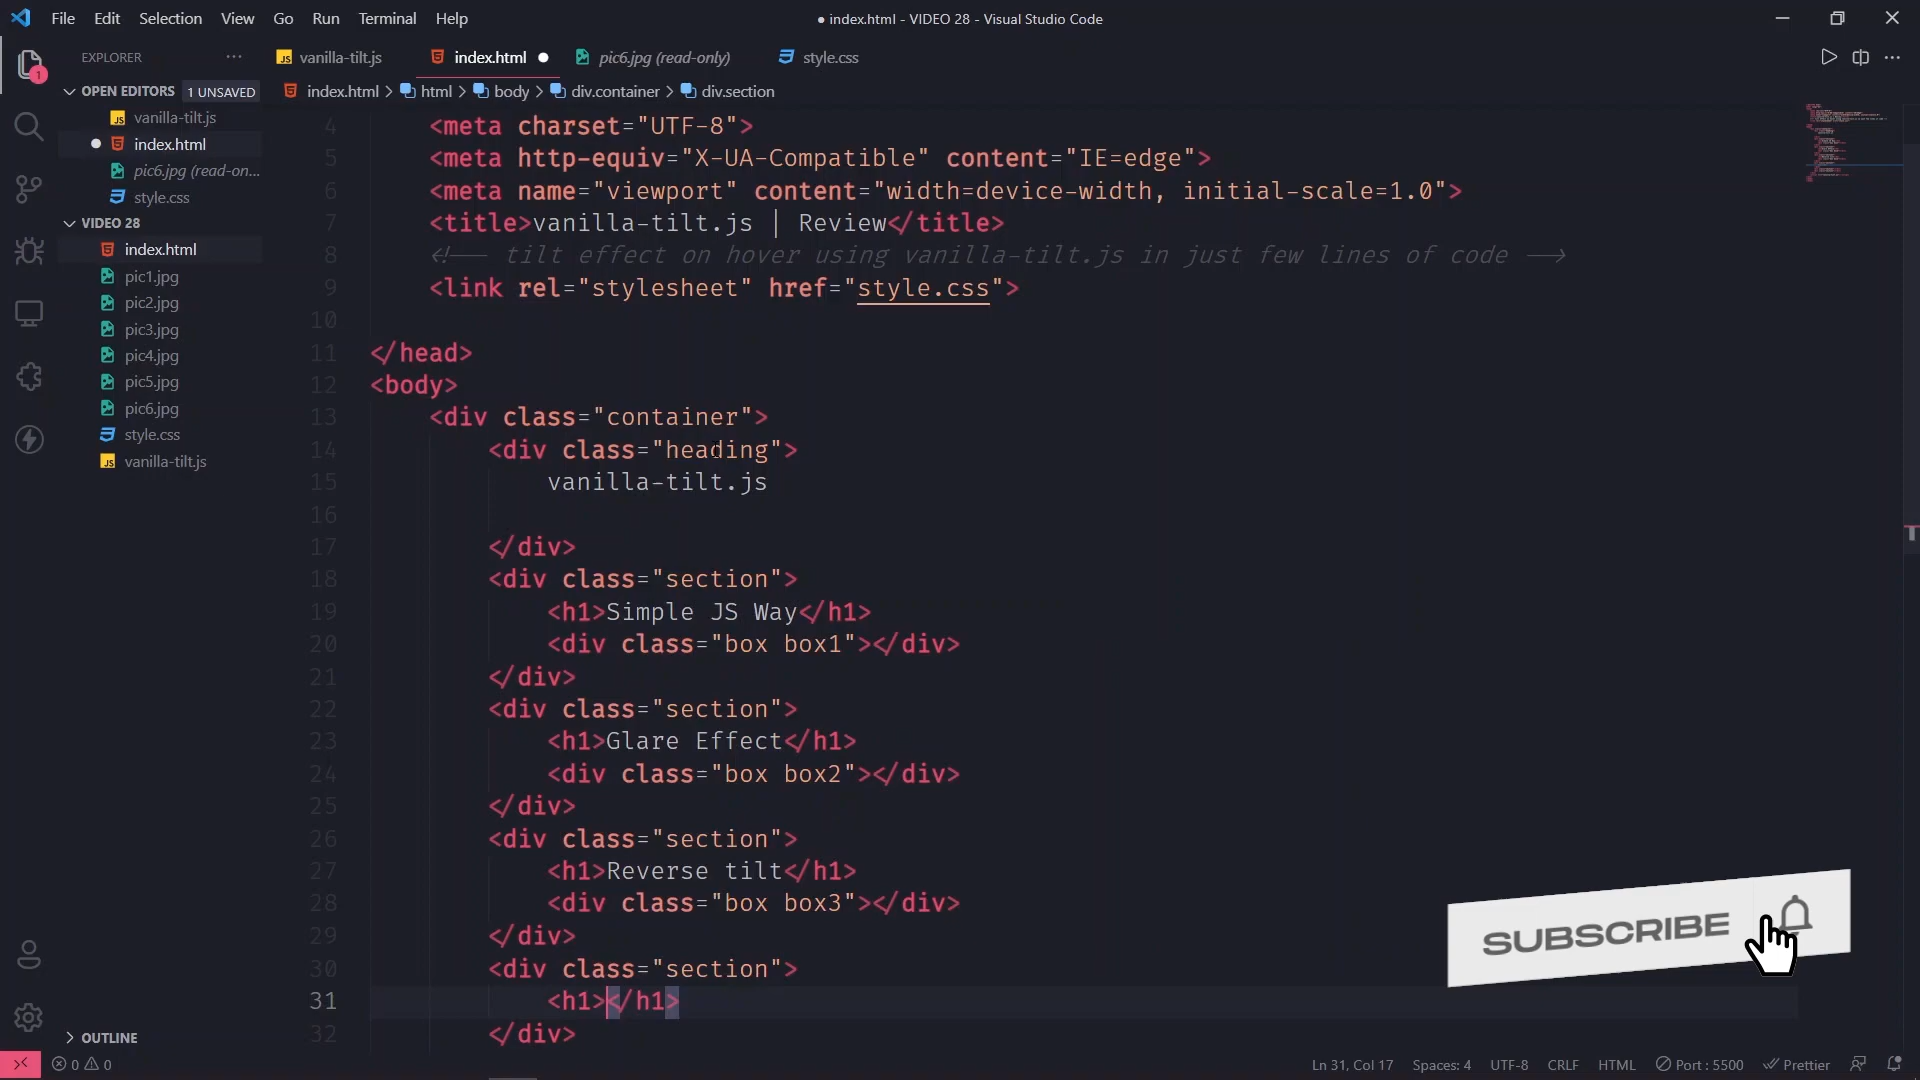 File Edit Selection View Go Run Terminal Help
● index.html - VIDEO 28 - Visual Studio Code
EXPLORER ···
JS vanilla-tilt.js index.html ● pic6.jpg (read-only) style.css
1
OPEN EDITORS 1 UNSAVED
index.html > html > body > div.container > div.section
JS vanilla-tilt.js
● index.html
pic6.jpg (read-on...
style.css
VIDEO 28
index.html
pic1.jpg
pic2.jpg
pic3.jpg
pic4.jpg
pic5.jpg
pic6.jpg
style.css
JS vanilla-tilt.js
OUTLINE
4 <meta charset="UTF-8">
5 <meta http-equiv="X-UA-Compatible" content="IE=edge">
6 <meta name="viewport" content="width=device-width, initial-scale=1.0">
7 <title>vanilla-tilt.js | Review</title>
8 <!-- tilt effect on hover using vanilla-tilt.js in just few lines of code -->
9 <link rel="stylesheet" href="style.css">
10
11 </head>
12 <body>
13 <div class="container">
14 <div class="heading">
15 vanilla-tilt.js
16
17 </div>
18 <div class="section">
19 <h1>Simple JS Way</h1>
20 <div class="box box1"></div>
21 </div>
22 <div class="section">
23 <h1>Glare Effect</h1>
24 <div class="box box2"></div>
25 </div>
26 <div class="section">
27 <h1>Reverse tilt</h1>
28 <div class="box box3"></div>
29 </div>
30 <div class="section">
31 <h1></h1>
32 </div>
SUBSCRIBE
0 0 Ln 31, Col 17 Spaces: 4 UTF-8 CRLF HTML Port : 5500 Prettier